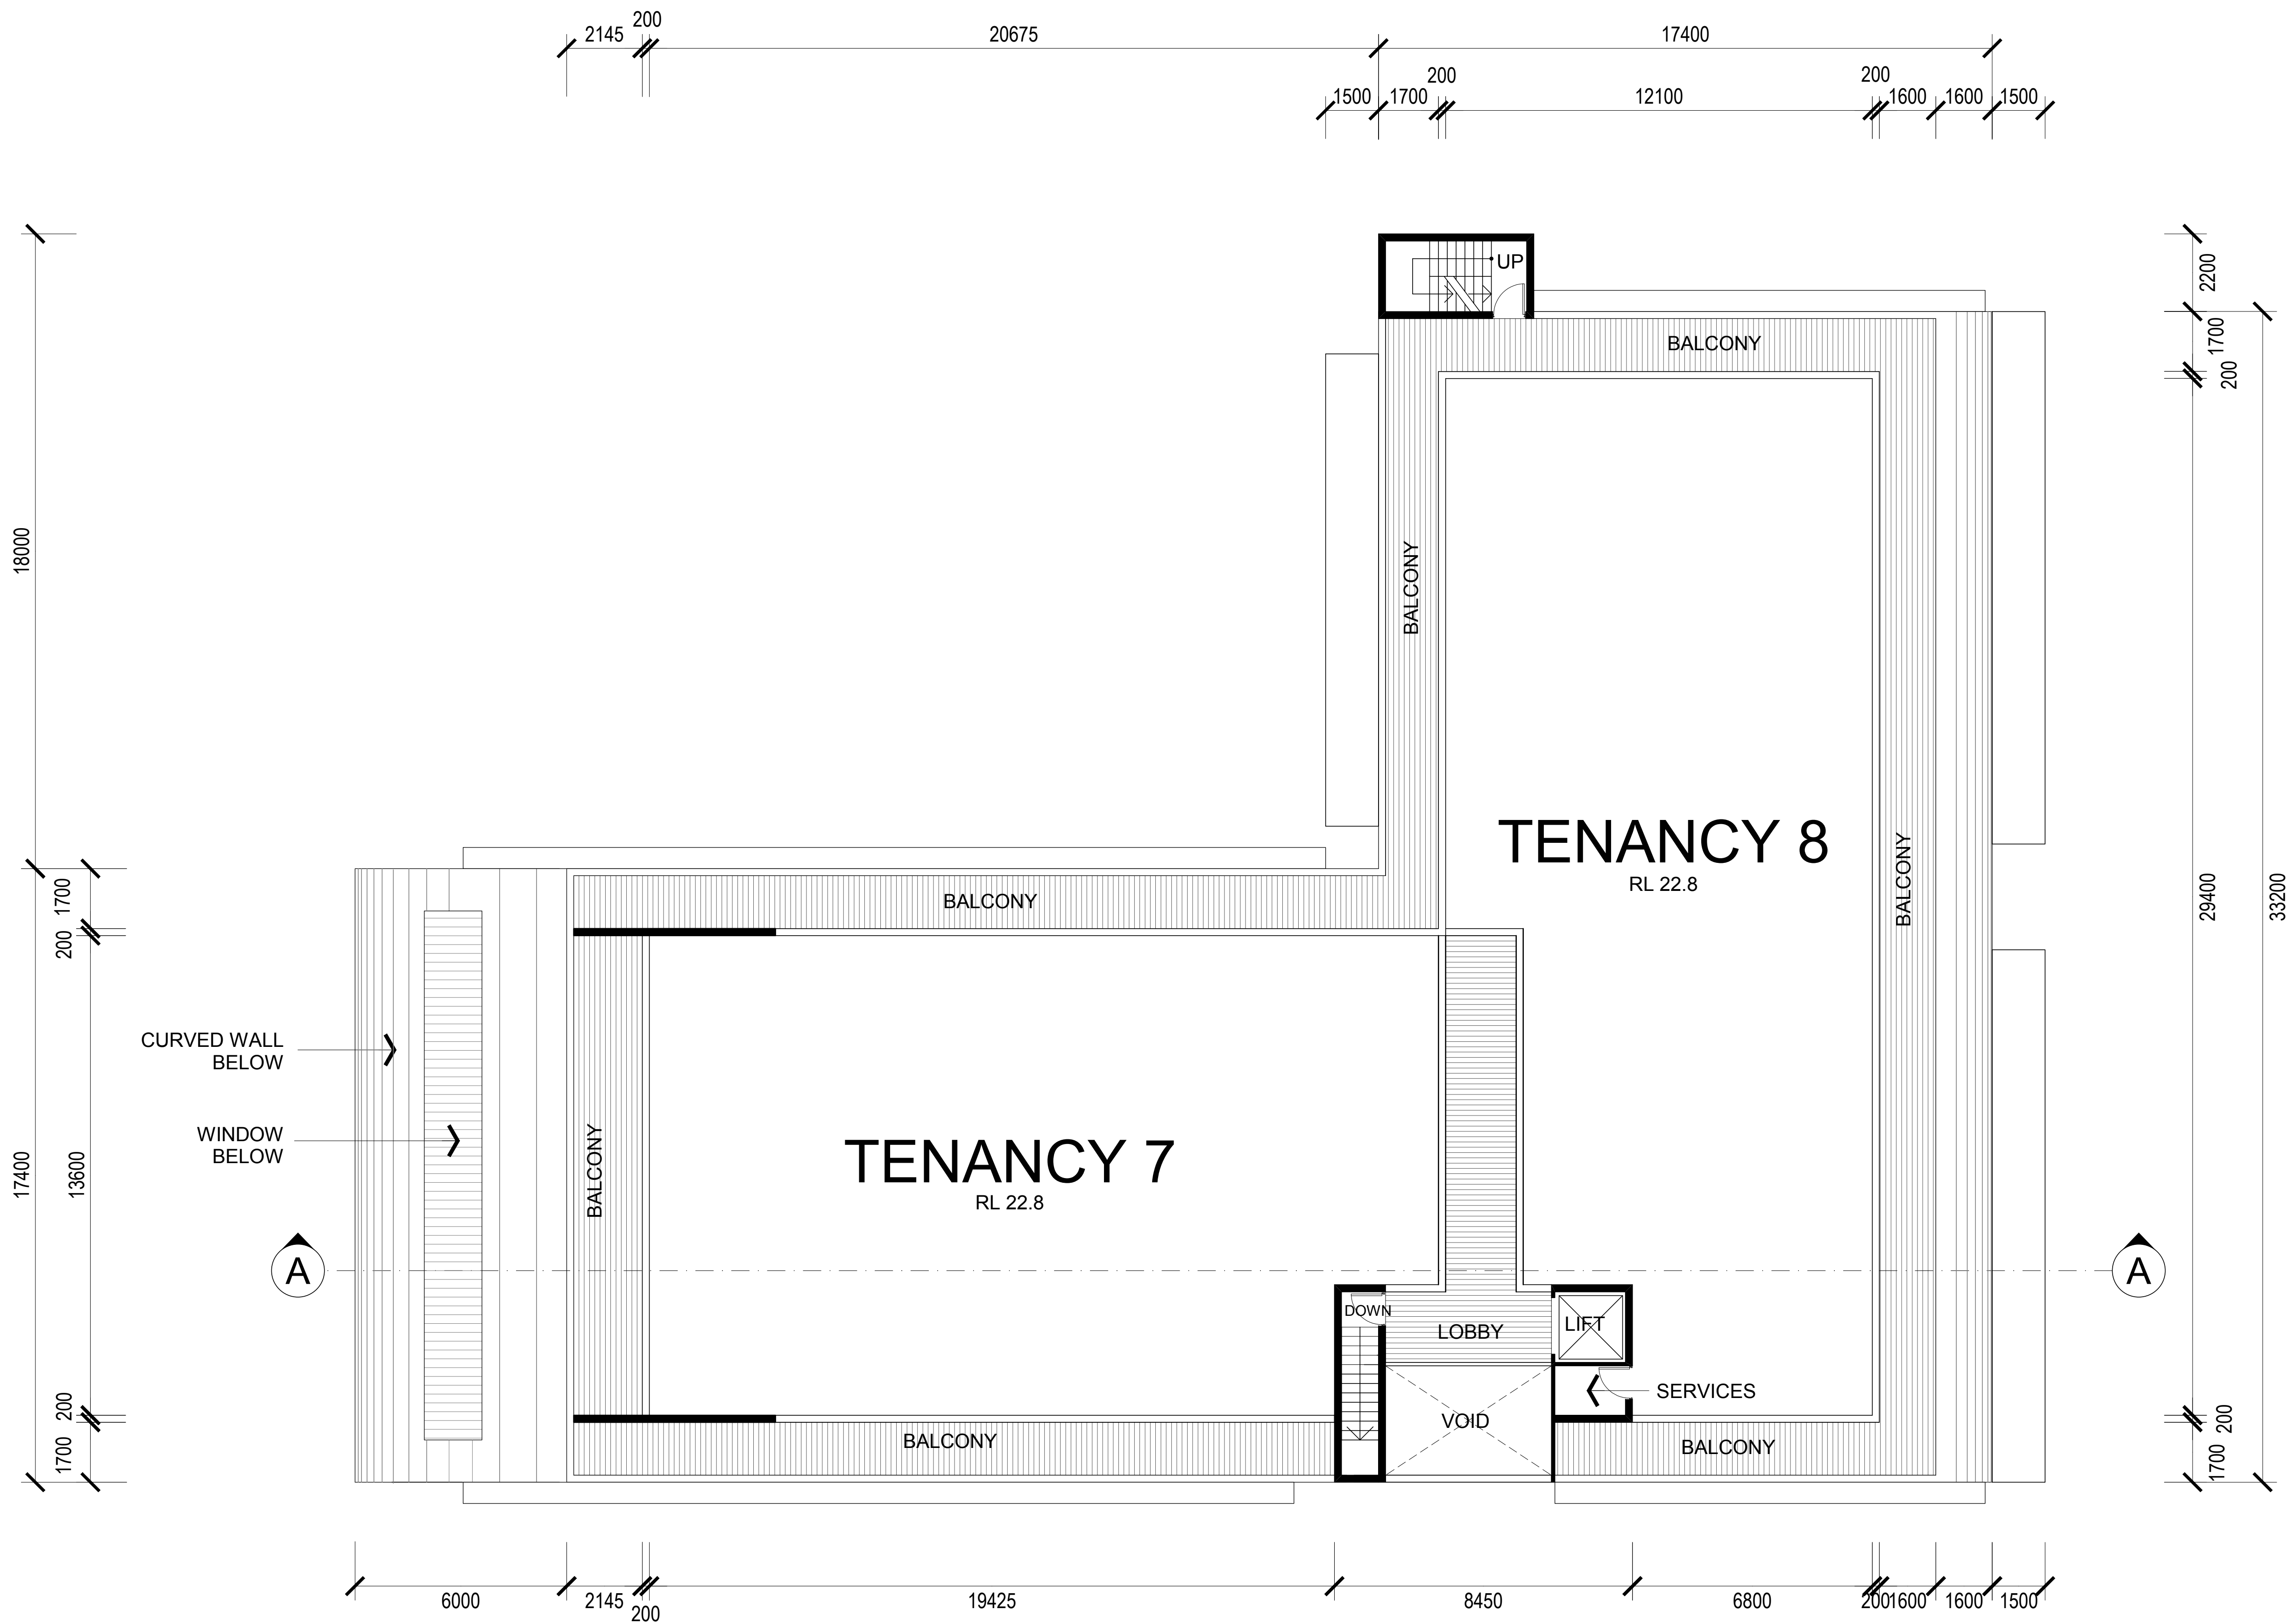 200
2145
20675
17400
200
200
1500
1700
12100
1600
1600
1500
UP
2200
BALCONY
1700
200
18000
BALCONY
TENANCY 8
RL 22.8
BALCONY
29400
33200
1700
BALCONY
200
CURVED WALL
BELOW
WINDOW
BELOW
17400
13600
BALCONY
TENANCY 7
RL 22.8
A
A
DOWN
LOBBY
LIFT
SERVICES
200
VOID
200
1700
BALCONY
BALCONY
1700
6000
2145
200
19425
8450
6800
200
1600
1600
1500